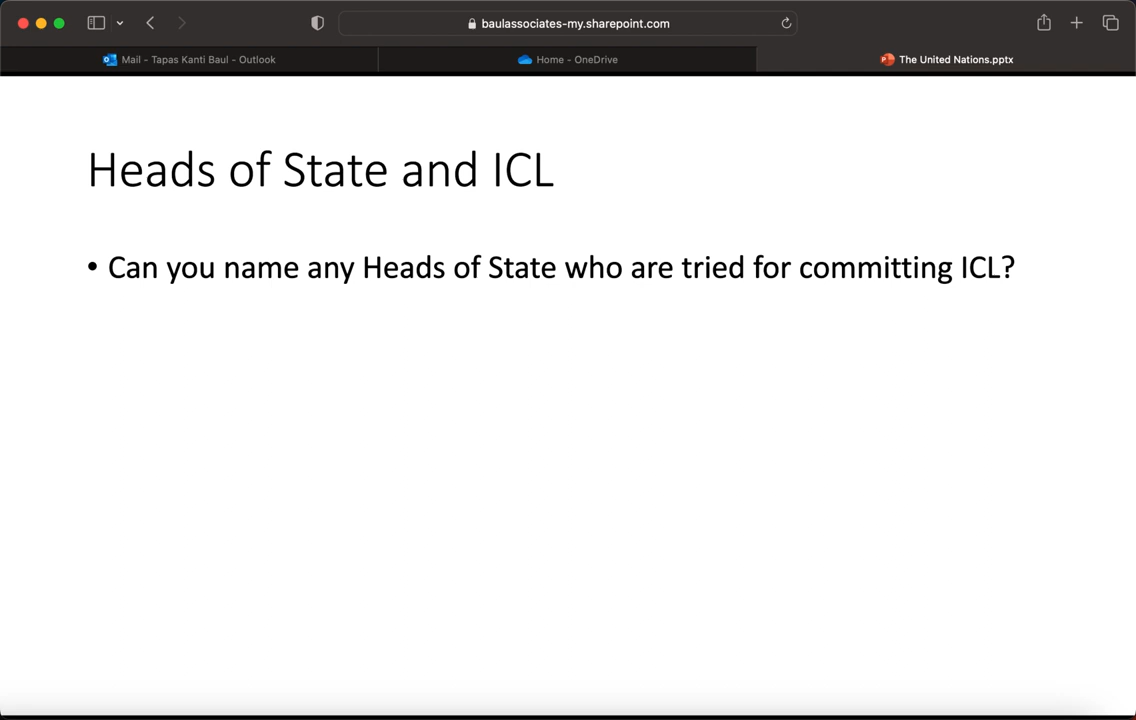 baulassociates-my.sharepoint.com
Mail - Tapas Kanti Baul - Outlook
Home - OneDrive
The United Nations.pptx
Heads of State and ICL
• Can you name any Heads of State who are tried for committing ICL?